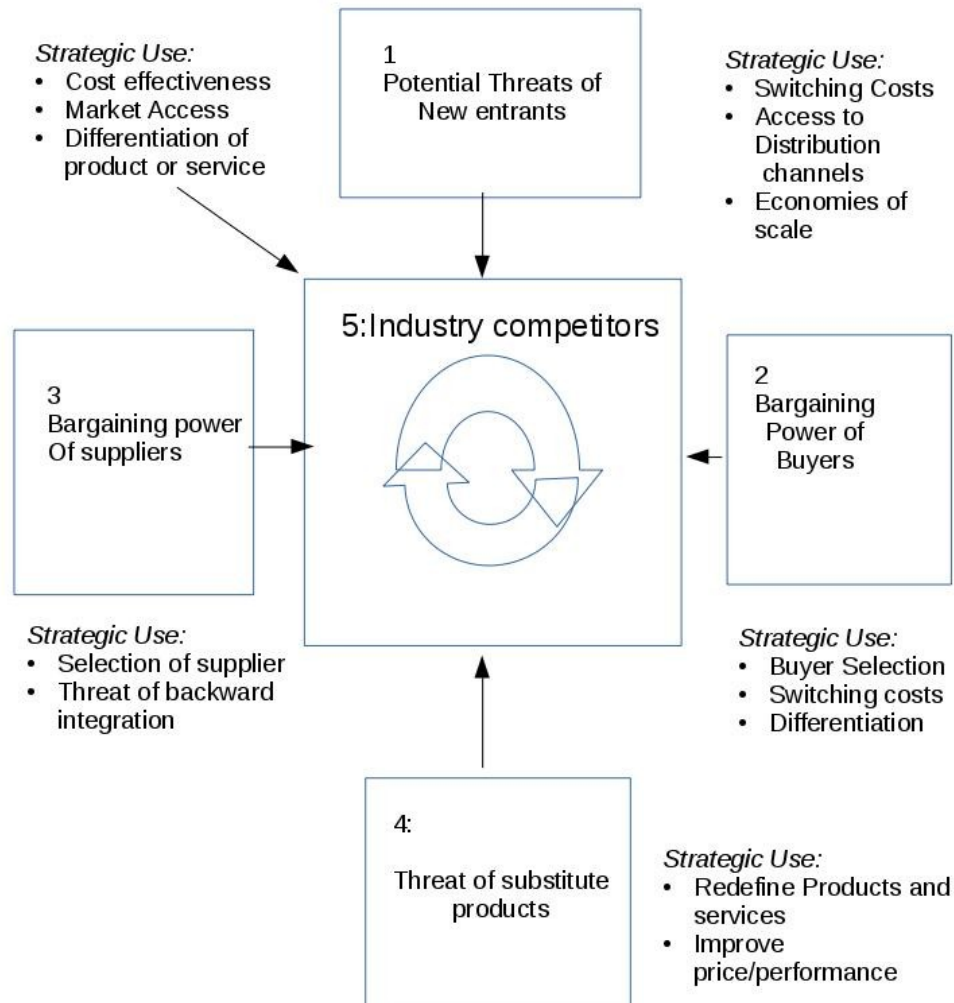 Strategic Use:
• Cost effectiveness
• Market Access
• Differentiation of
product or service
1
Potential Threats of
New entrants
Strategic Use:
• Switching Costs
• Access to
Distribution
channels
• Economies of
scale
5:Industry competitors
3
Bargaining power
Of suppliers
2
Bargaining
Power of
Buyers
Strategic Use:
• Selection of supplier
• Threat of backward
integration
Strategic Use:
• Buyer Selection
• Switching costs
• Differentiation
4:
Threat of substitute
products
Strategic Use:
• Redefine Products and
services
• Improve
price/performance